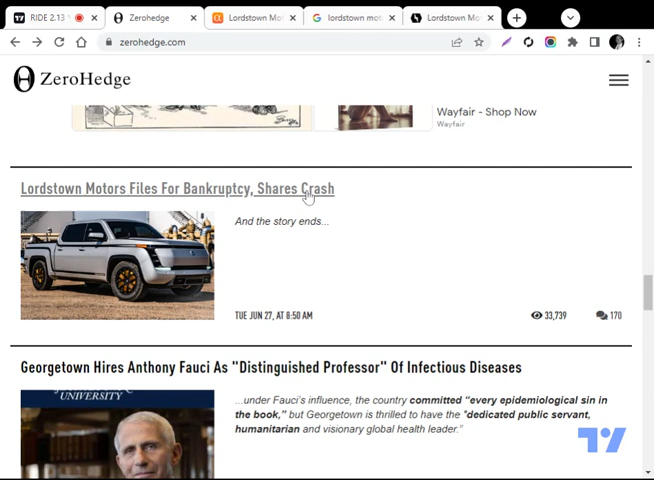 RIDE 2.13
Zerohedge
Lordstown Mo
lordstown mot
Lordstown Mo
zerohedge.com
ZeroHedge
Wayfair - Shop Now
Wayfair
Lordstown Motors Files For Bankruptcy, Shares Crash
And the story ends...
TUE JUN 27, AT 8:50 AM
33,739
170
Georgetown Hires Anthony Fauci As "Distinguished Professor" Of Infectious Diseases
UNIVERSITY
...under Fauci's influence, the country committed "every epidemiological sin in
the book," but Georgetown is thrilled to have the "dedicated public servant,
humanitarian and visionary global health leader."